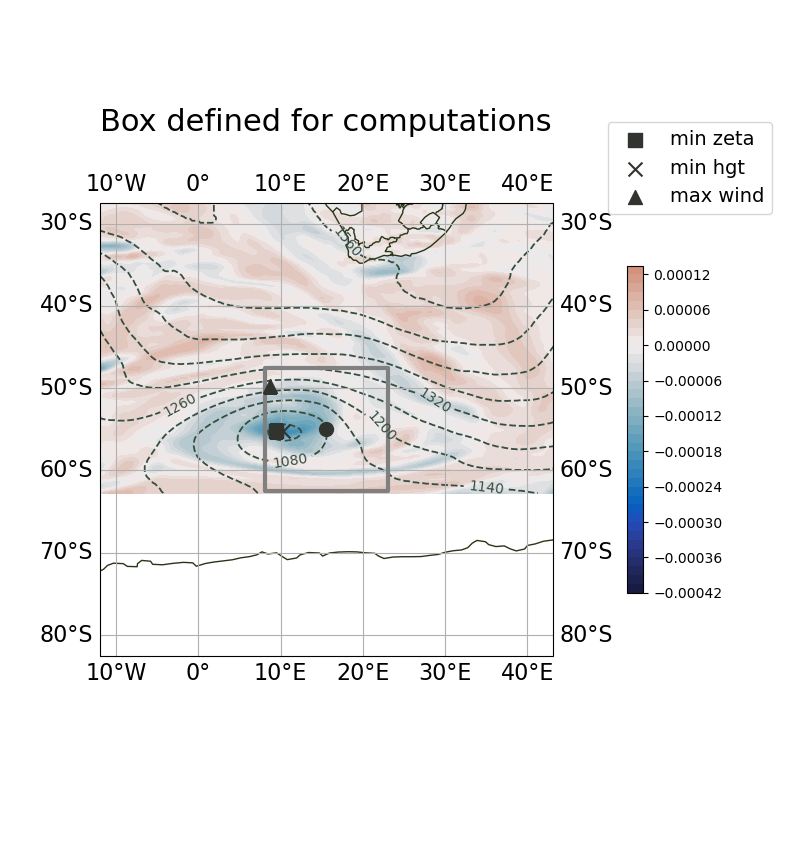 Box defined for computations
min zeta
min hgt
max wind
10°W 0° 10°E 20°E 30°E 40°E
30°S 30°S
40°S 40°S
50°S 50°S
60°S 60°S
70°S 70°S
80°S 80°S
10°W 0° 10°E 20°E 30°E 40°E
1560
1260
1320
1200
1080
1140
0.00012
0.00006
0.00000
−0.00006
−0.00012
−0.00018
−0.00024
−0.00030
−0.00036
−0.00042